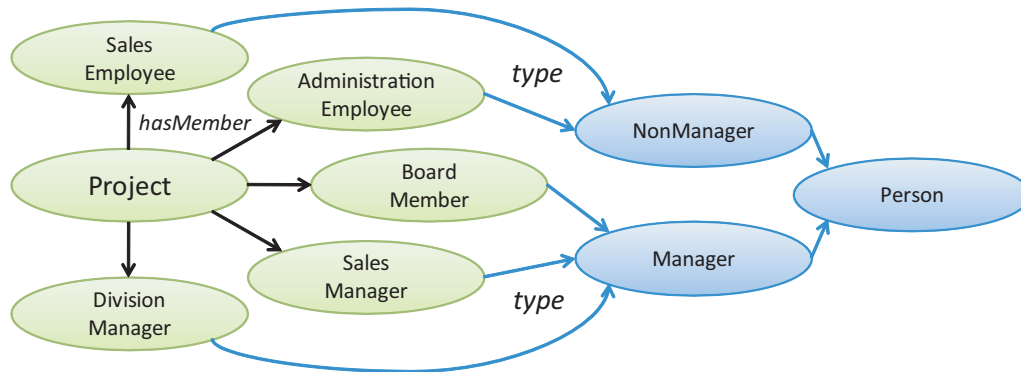 Sales
Employee
type
Administration
Employee
hasMember
NonManager
Project
Board
Member
Person
Sales
Manager
Manager
type
Division
Manager